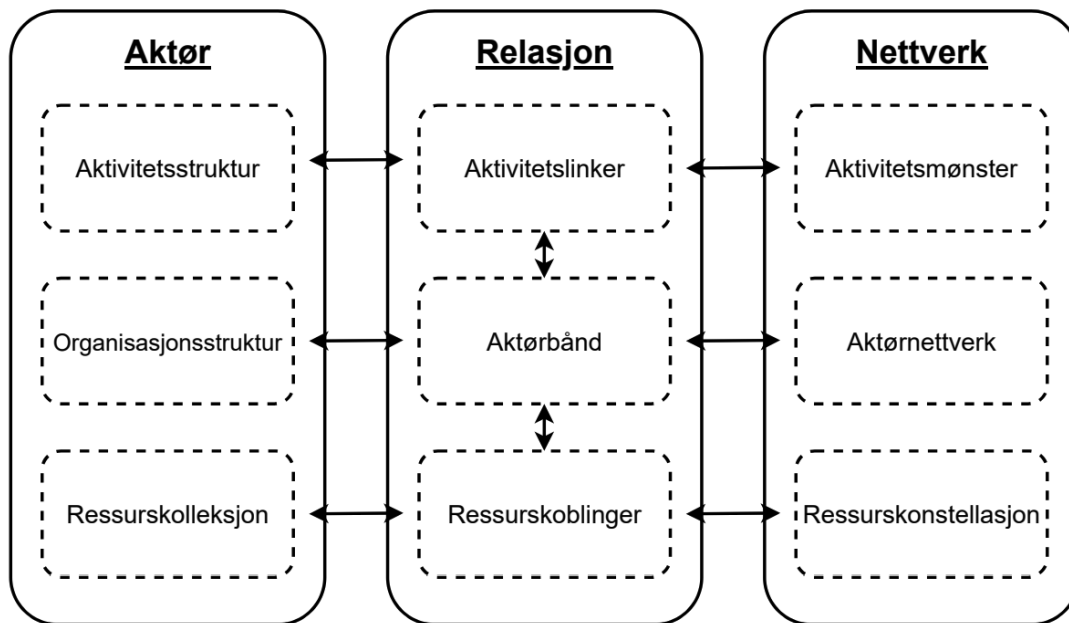 Aktør
Relasjon
Nettverk
Aktivitetsstruktur
Aktivitetslinker
Aktivitetsmønster
Organisasjonsstruktur
Aktørbånd
Aktørnettverk
Ressurskolleksjon
Ressurskoblinger
Ressurskonstellasjon